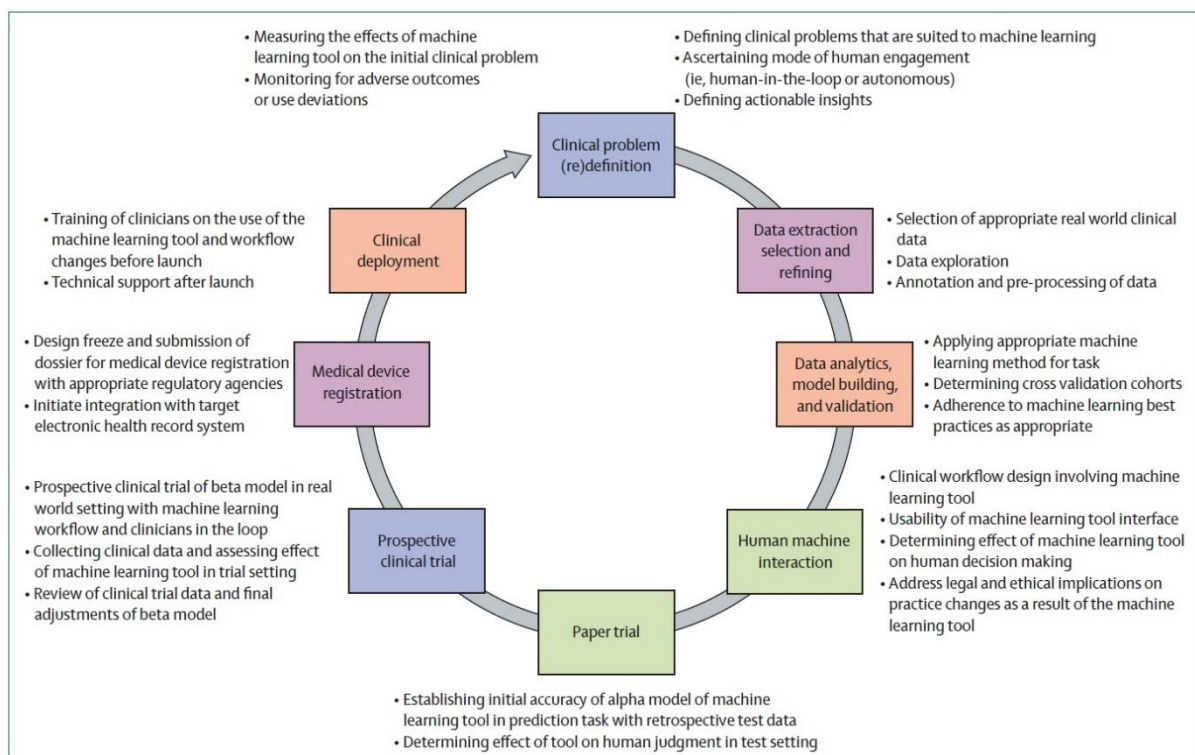 • Measuring the effects of machine
learning tool on the initial clinical problem
• Monitoring for adverse outcomes
or use deviations
• Defining clinical problems that are suited to machine learning
• Ascertaining mode of human engagement
(ie, human-in-the-loop or autonomous)
• Defining actionable insights
Clinical problem
(re)definition
Data extraction
selection and
refining
• Selection of appropriate real world clinical
data
• Data exploration
• Annotation and pre-processing of data
Data analytics,
model building,
and validation
• Applying appropriate machine
learning method for task
• Determining cross validation cohorts
• Adherence to machine learning best
practices as appropriate
Human machine
interaction
• Clinical workflow design involving machine
learning tool
• Usability of machine learning tool interface
• Determining effect of machine learning tool
on human decision making
• Address legal and ethical implications on
practice changes as a result of the machine
learning tool
Paper trial
• Establishing initial accuracy of alpha model of machine
learning tool in prediction task with retrospective test data
• Determining effect of tool on human judgment in test setting
Prospective
clinical trial
• Prospective clinical trial of beta model in real
world setting with machine learning
workflow and clinicians in the loop
• Collecting clinical data and assessing effect
of machine learning tool in trial setting
• Review of clinical trial data and final
adjustments of beta model
Medical device
registration
• Design freeze and submission of
dossier for medical device registration
with appropriate regulatory agencies
• Initiate integration with target
electronic health record system
Clinical
deployment
• Training of clinicians on the use of the
machine learning tool and workflow
changes before launch
• Technical support after launch